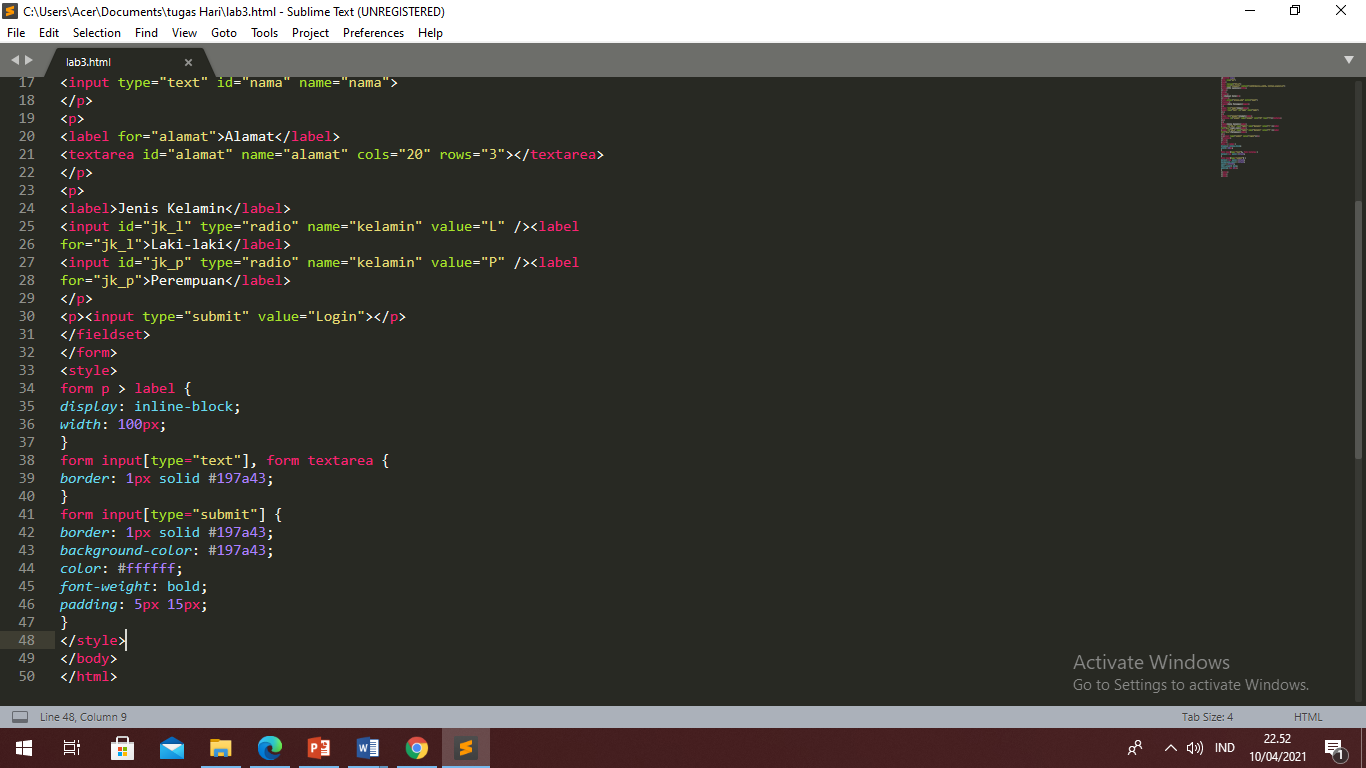 C:\Users\Acer\Documents\tugas Hari\lab3.html - Sublime Text (UNREGISTERED)
File Edit Selection Find View Goto Tools Project Preferences Help
lab3.html
17 <input type="text" id="nama" name="nama">
18 </p>
19 <p>
20 <label for="alamat">Alamat</label>
21 <textarea id="alamat" name="alamat" cols="20" rows="3"></textarea>
22 </p>
23 <p>
24 <label>Jenis Kelamin</label>
25 <input id="jk_l" type="radio" name="kelamin" value="L" /><label
26 for="jk_l">Laki-laki</label>
27 <input id="jk_p" type="radio" name="kelamin" value="P" /><label
28 for="jk_p">Perempuan</label>
29 </p>
30 <p><input type="submit" value="Login"></p>
31 </fieldset>
32 </form>
33 <style>
34 form p > label {
35 display: inline-block;
36 width: 100px;
37 }
38 form input[type="text"], form textarea {
39 border: 1px solid #197a43;
40 }
41 form input[type="submit"] {
42 border: 1px solid #197a43;
43 background-color: #197a43;
44 color: #ffffff;
45 font-weight: bold;
46 padding: 5px 15px;
47 }
48 </style>
49 </body>
50 </html>
Activate Windows
Go to Settings to activate Windows.
Line 48, Column 9
Tab Size: 4
HTML
IND
22.52
10/04/2021
1